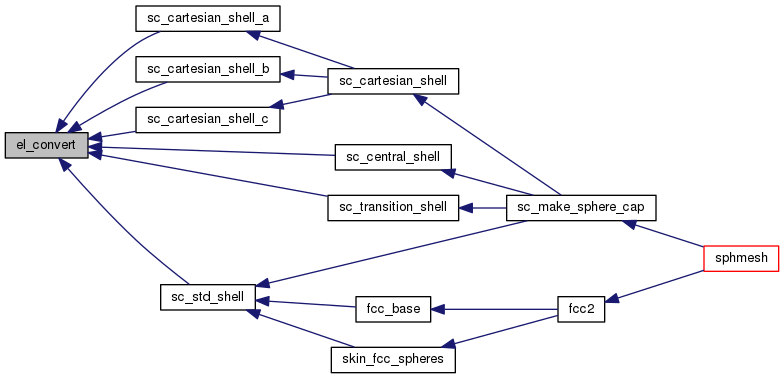 sc_cartesian_shell_a
sc_cartesian_shell_b
sc_cartesian_shell
sc_cartesian_shell_c
el_convert
sc_central_shell
sc_transition_shell
sc_make_sphere_cap
sphmesh
sc_std_shell
fcc_base
fcc2
skin_fcc_spheres